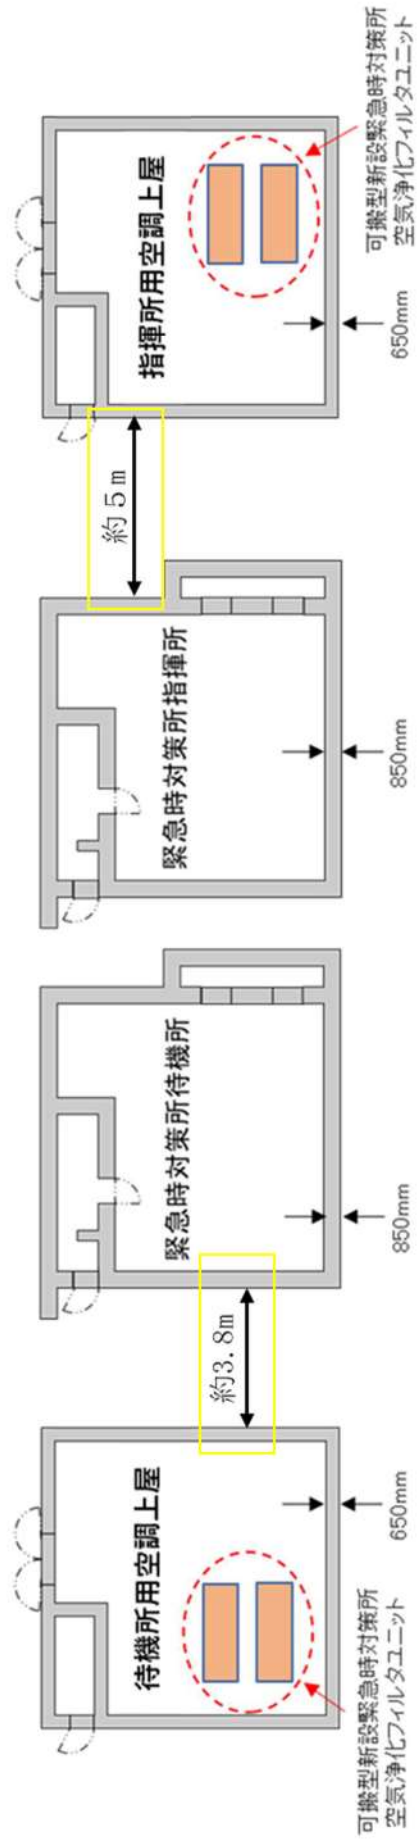 待機所用空調上屋
約3.8m
650mm
可搬型新設緊急時対策所
空気浄化フィルタユニット
緊急時対策所待機所
850mm
緊急時対策所指揮所
850mm
約5m
指揮所用空調上屋
650mm
可搬型新設緊急時対策所
空気浄化フィルタユニット